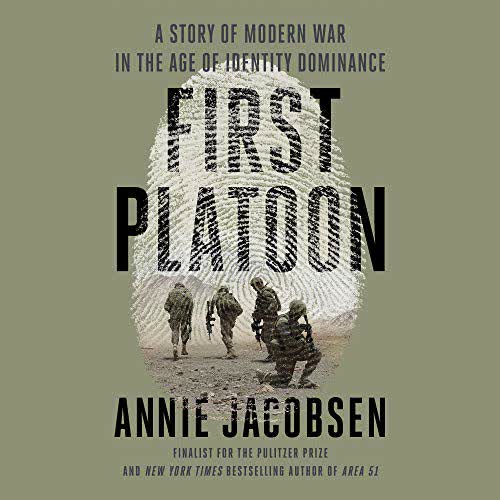 A STORY OF MODERN WAR
IN THE AGE OF IDENTITY DOMINANCE
FIRST
PLATOON
ANNIE JACOBSEN
FINALIST FOR THE PULITZER PRIZE
AND NEW YORK TIMES BESTSELLING AUTHOR OF AREA 51